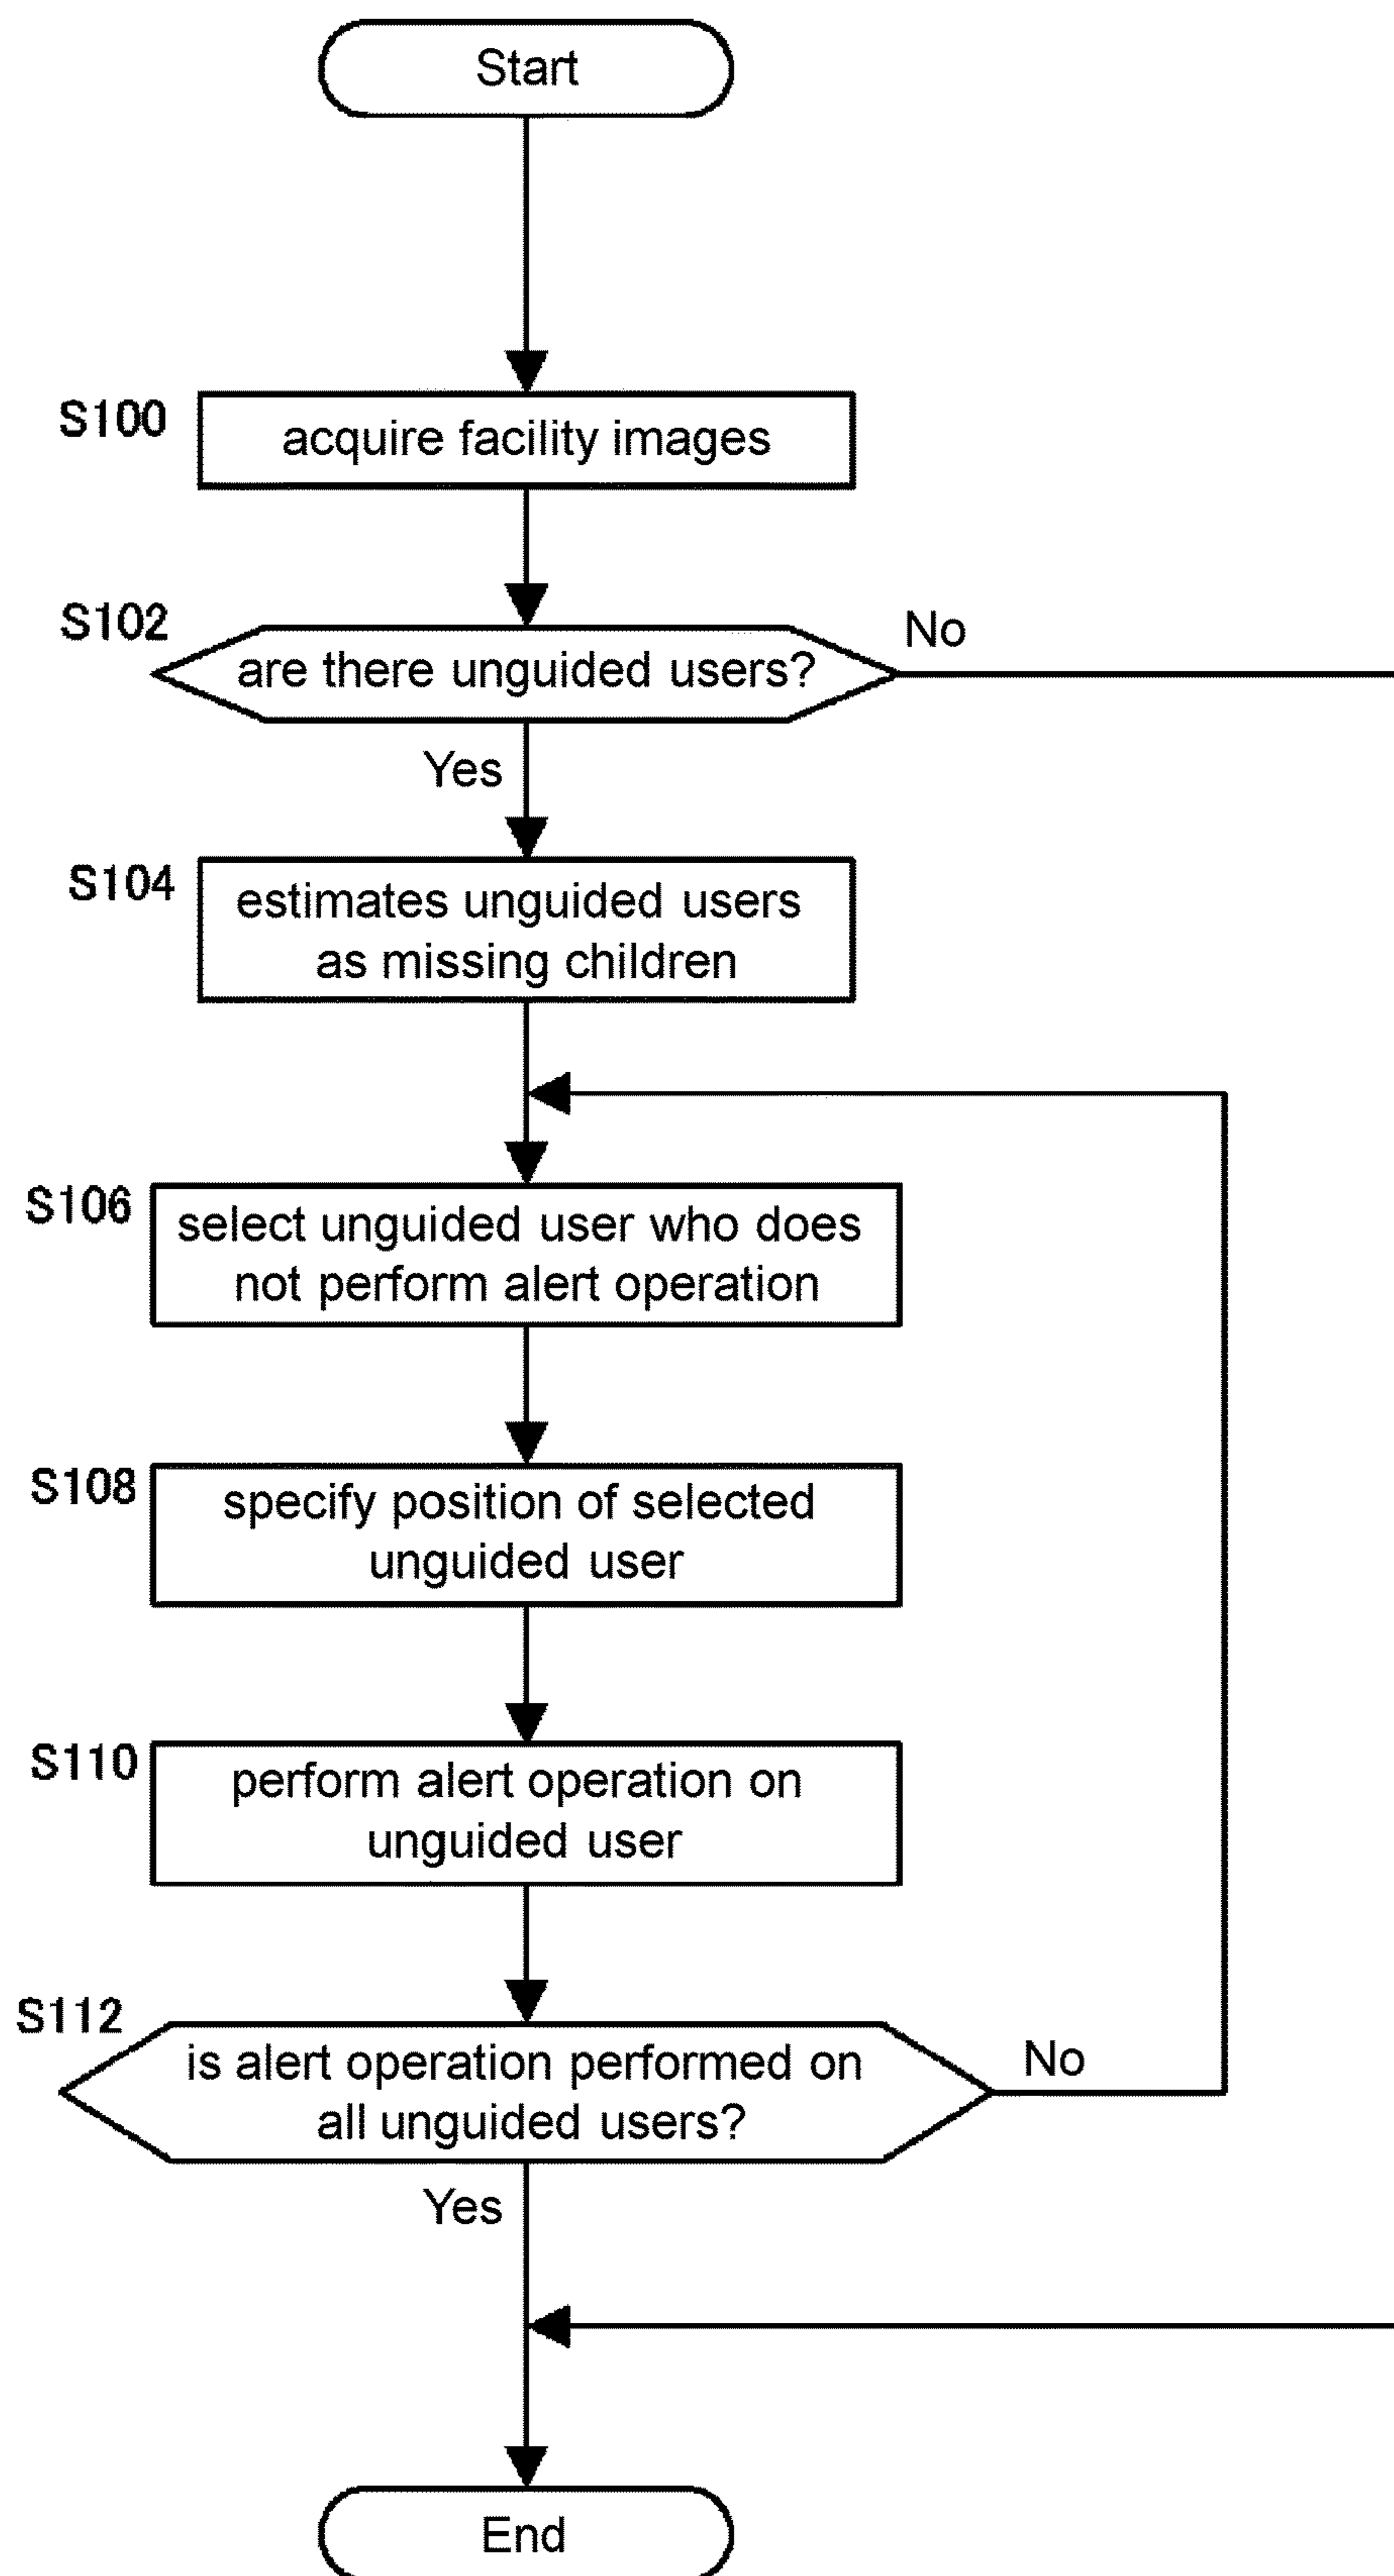 Start
S100
acquire facility images
S102
are there unguided users?
No
Yes
S104
estimates unguided users
as missing children
S106
select unguided user who does
not perform alert operation
S108
specify position of selected
unguided user
S110
perform alert operation on
unguided user
S112
is alert operation performed on
all unguided users?
No
Yes
End